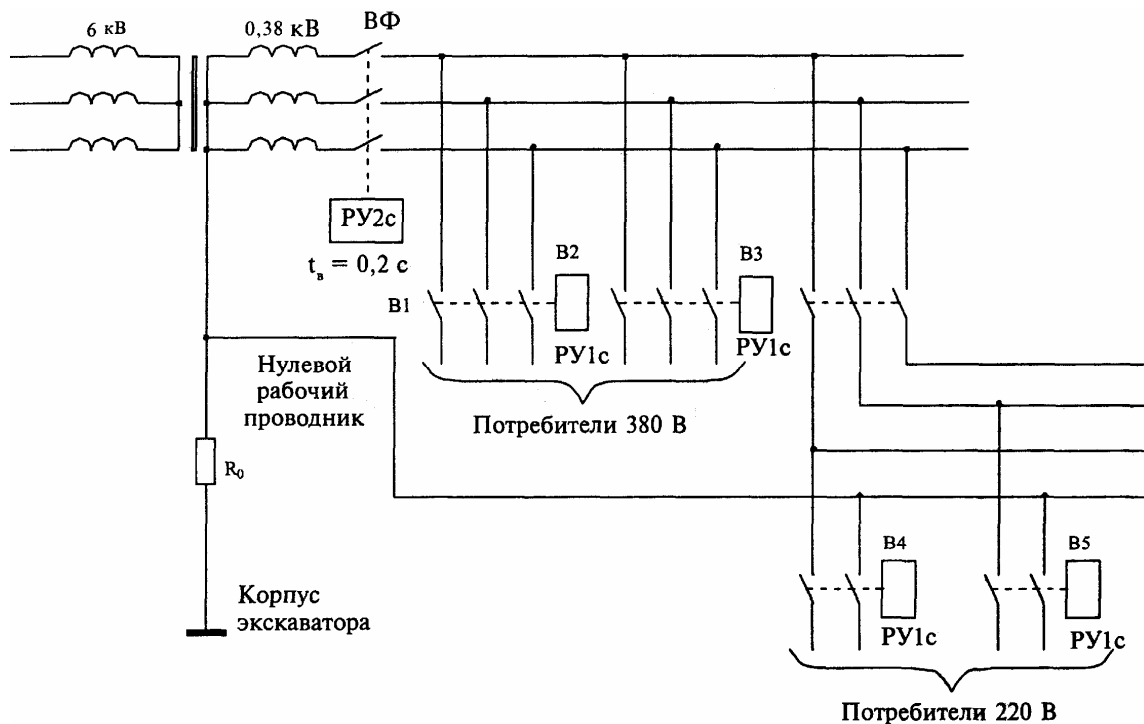 6 кВ
0,38 кВ
ВФ
РУ2с
tв = 0,2 с
В1
В2
РУ1с
В3
РУ1с
Нулевой
рабочий
проводник
Потребители 380 В
R0
В4
РУ1с
В5
РУ1с
Корпус
экскаватора
Потребители 220 В